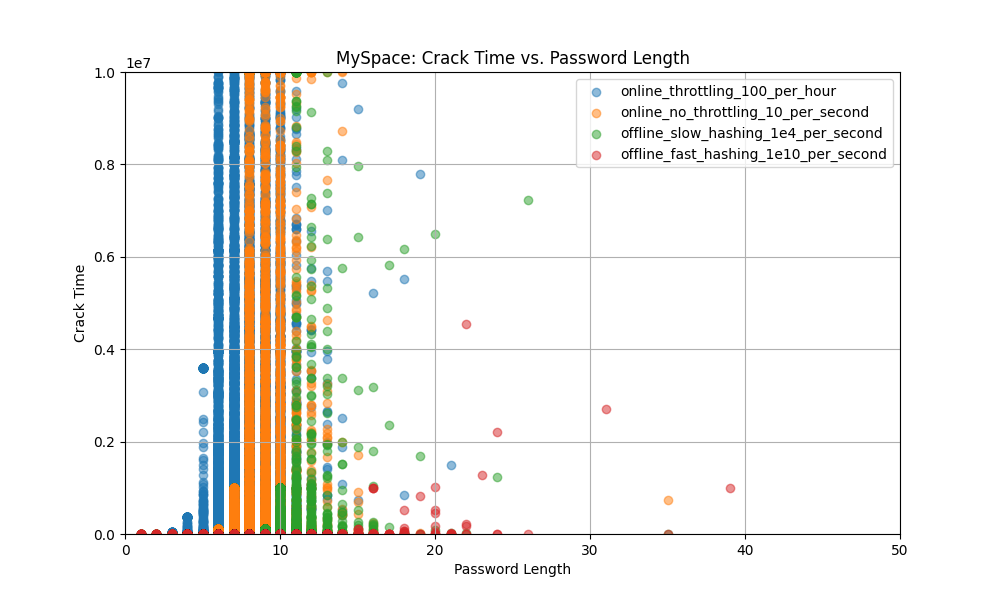 MySpace: Crack Time vs. Password Length
1e7
1.0
0.8
0.6
0.4
0.2
0.0
Crack Time
online_throttling_100_per_hour
online_no_throttling_10_per_second
offline_slow_hashing_1e4_per_second
offline_fast_hashing_1e10_per_second
0 10 20 30 40 50
Password Length